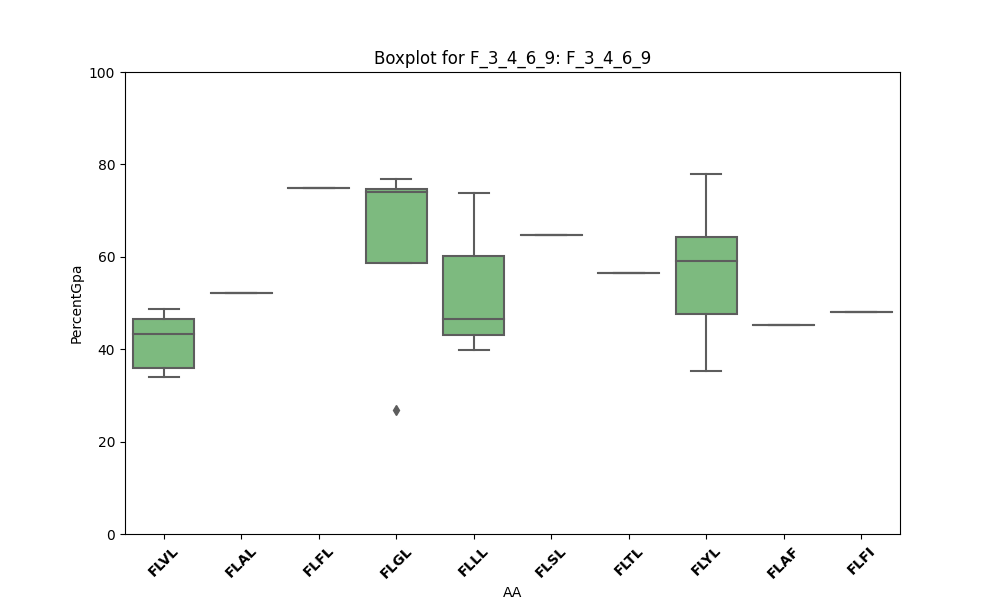 Boxplot for F_3_4_6_9: F_3_4_6_9
100
80
60
40
20
0
PercentGpa
FLVL
FLAL
FLFL
FLGL
FLLL
FLSL
FLTL
FLYL
FLAF
FLFI
AA